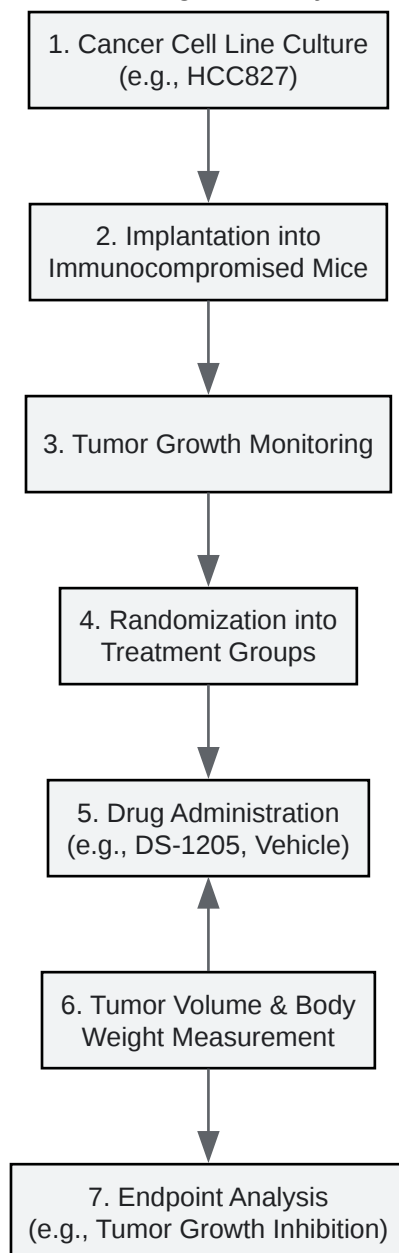 1. Cancer Cell Line Culture
(e.g., HCC827)
2. Implantation into
Immunocompromised Mice
3. Tumor Growth Monitoring
4. Randomization into
Treatment Groups
5. Drug Administration
(e.g., DS-1205, Vehicle)
6. Tumor Volume & Body
Weight Measurement
7. Endpoint Analysis
(e.g., Tumor Growth Inhibition)